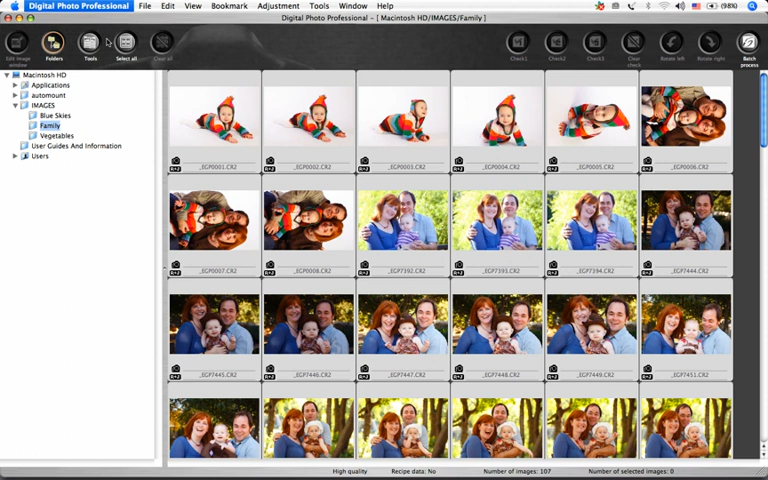 Digital Photo Professional File Edit View Bookmark Adjustment Tools Window Help (98%)
Digital Photo Professional - [ Macintosh HD/IMAGES/Family ]
Edit image window Folders Tools Select all Clear all Check1 Check2 Check3 Clear check Rotate left Rotate right Batch process
Macintosh HD
Applications
automount
IMAGES
Blue Skies
Family
Vegetables
User Guides And Information
Users
_EGP0001.CR2 _EGP0002.CR2 _EGP0003.CR2 _EGP0004.CR2 _EGP0005.CR2 _EGP0006.CR2
_EGP0007.CR2 _EGP0008.CR2 _EGP7392.CR2 _EGP7393.CR2 _EGP7394.CR2 _EGP7444.CR2
_EGP7445.CR2 _EGP7446.CR2 _EGP7447.CR2 _EGP7448.CR2 _EGP7449.CR2 _EGP7451.CR2
High quality Recipe data: No Number of images: 107 Number of selected images: 0